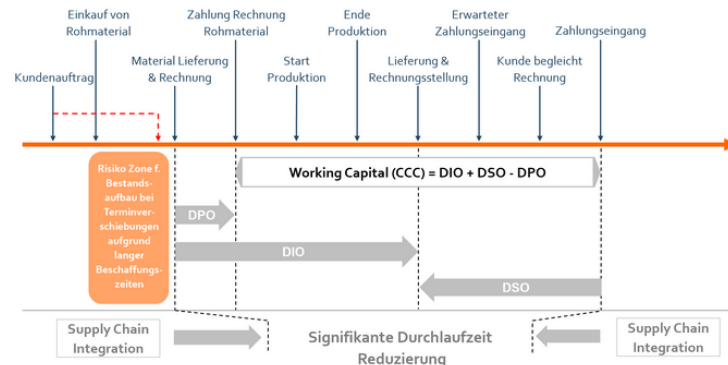 Kundenauftrag
Einkauf von
Rohmaterial
Material Lieferung
& Rechnung
Zahlung Rechnung
Rohmaterial
Start
Produktion
Ende
Produktion
Lieferung &
Rechnungsstellung
Erwarteter
Zahlungseingang
Kunde begleicht
Rechnung
Zahlungseingang
Risiko Zone f.
Bestands-
aufbau bei
Terminver-
schiebungen
aufgrund
langer
Beschaffungs-
zeiten
Working Capital (CCC) = DIO + DSO - DPO
DPO
DIO
DSO
Supply Chain
Integration
Signifikante Durchlaufzeit
Reduzierung
Supply Chain
Integration